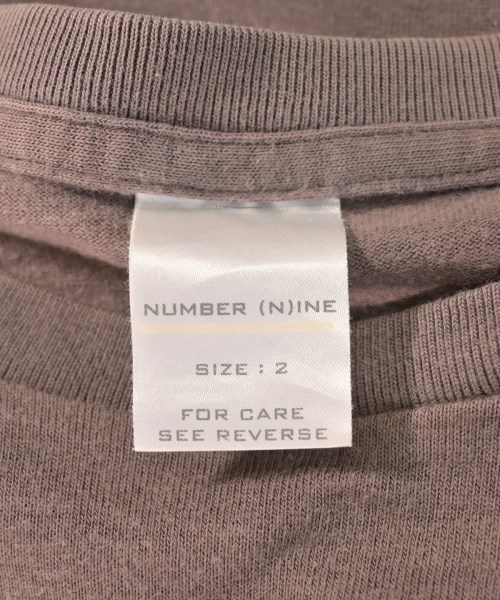 NUMBER (N)INE
SIZE : 2
FOR CARE
SEE REVERSE